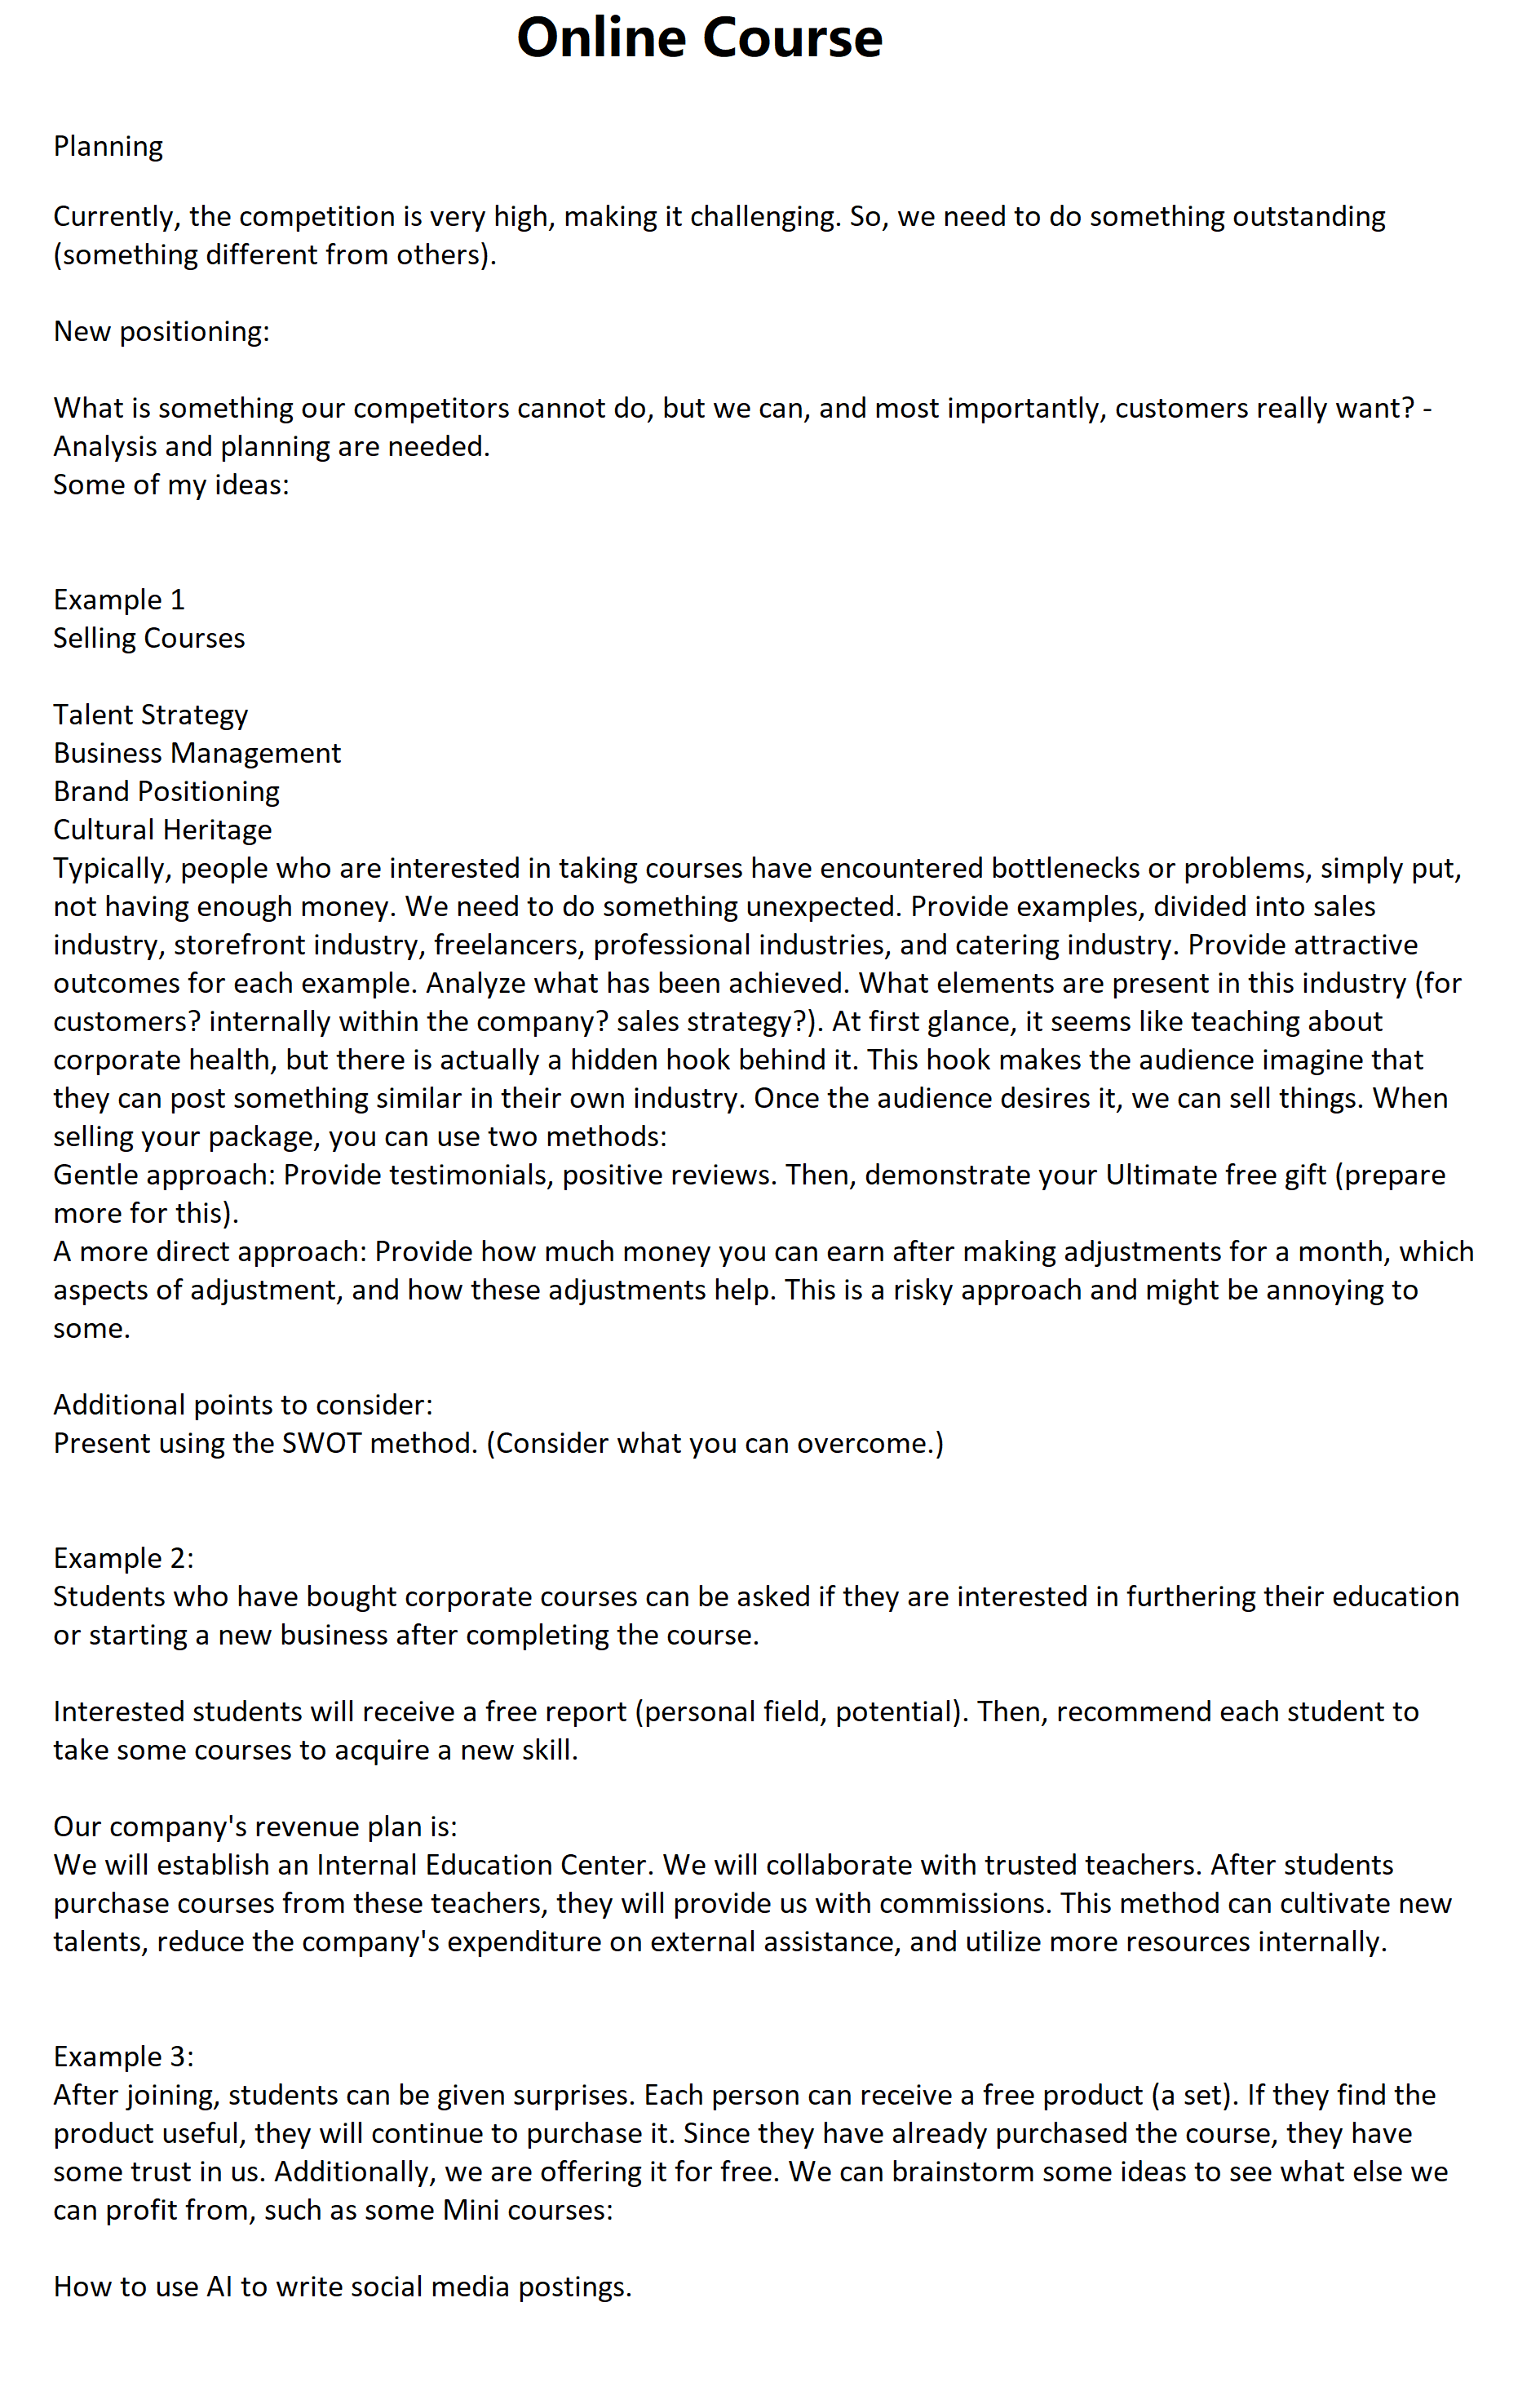 Online Course
Planning
Currently, the competition is very high, making it challenging. So, we need to do something outstanding
(something different from others).
New positioning:
What is something our competitors cannot do, but we can, and most importantly, customers really want? -
Analysis and planning are needed.
Some of my ideas:
Example 1
Selling Courses
Talent Strategy
Business Management
Brand Positioning
Cultural Heritage
Typically, people who are interested in taking courses have encountered bottlenecks or problems, simply put,
not having enough money. We need to do something unexpected. Provide examples, divided into sales
industry, storefront industry, freelancers, professional industries, and catering industry. Provide attractive
outcomes for each example. Analyze what has been achieved. What elements are present in this industry (for
customers? internally within the company? sales strategy?). At first glance, it seems like teaching about
corporate health, but there is actually a hidden hook behind it. This hook makes the audience imagine that
they can post something similar in their own industry. Once the audience desires it, we can sell things. When
selling your package, you can use two methods:
Gentle approach: Provide testimonials, positive reviews. Then, demonstrate your Ultimate free gift (prepare
more for this).
A more direct approach: Provide how much money you can earn after making adjustments for a month, which
aspects of adjustment, and how these adjustments help. This is a risky approach and might be annoying to
some.
Additional points to consider:
Present using the SWOT method. (Consider what you can overcome.)
Example 2:
Students who have bought corporate courses can be asked if they are interested in furthering their education
or starting a new business after completing the course.
Interested students will receive a free report (personal field, potential). Then, recommend each student to
take some courses to acquire a new skill.
Our company's revenue plan is:
We will establish an Internal Education Center. We will collaborate with trusted teachers. After students
purchase courses from these teachers, they will provide us with commissions. This method can cultivate new
talents, reduce the company's expenditure on external assistance, and utilize more resources internally.
Example 3:
After joining, students can be given surprises. Each person can receive a free product (a set). If they find the
product useful, they will continue to purchase it. Since they have already purchased the course, they have
some trust in us. Additionally, we are offering it for free. We can brainstorm some ideas to see what else we
can profit from, such as some Mini courses:
How to use AI to write social media postings.